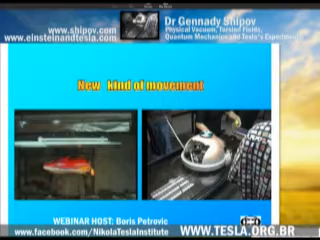 www.shipov.com
www.einsteinandtesla.com
Dr Gennady Shipov
Physical Vacuum, Torsion Fields,
Quantum Mechanics and Tesla's Experiments
New kind of movement
WEBINAR HOST: Boris Petrovic
www.facebook.com/NikolaTeslaInstitute
WWW.TESLA.ORG.BR